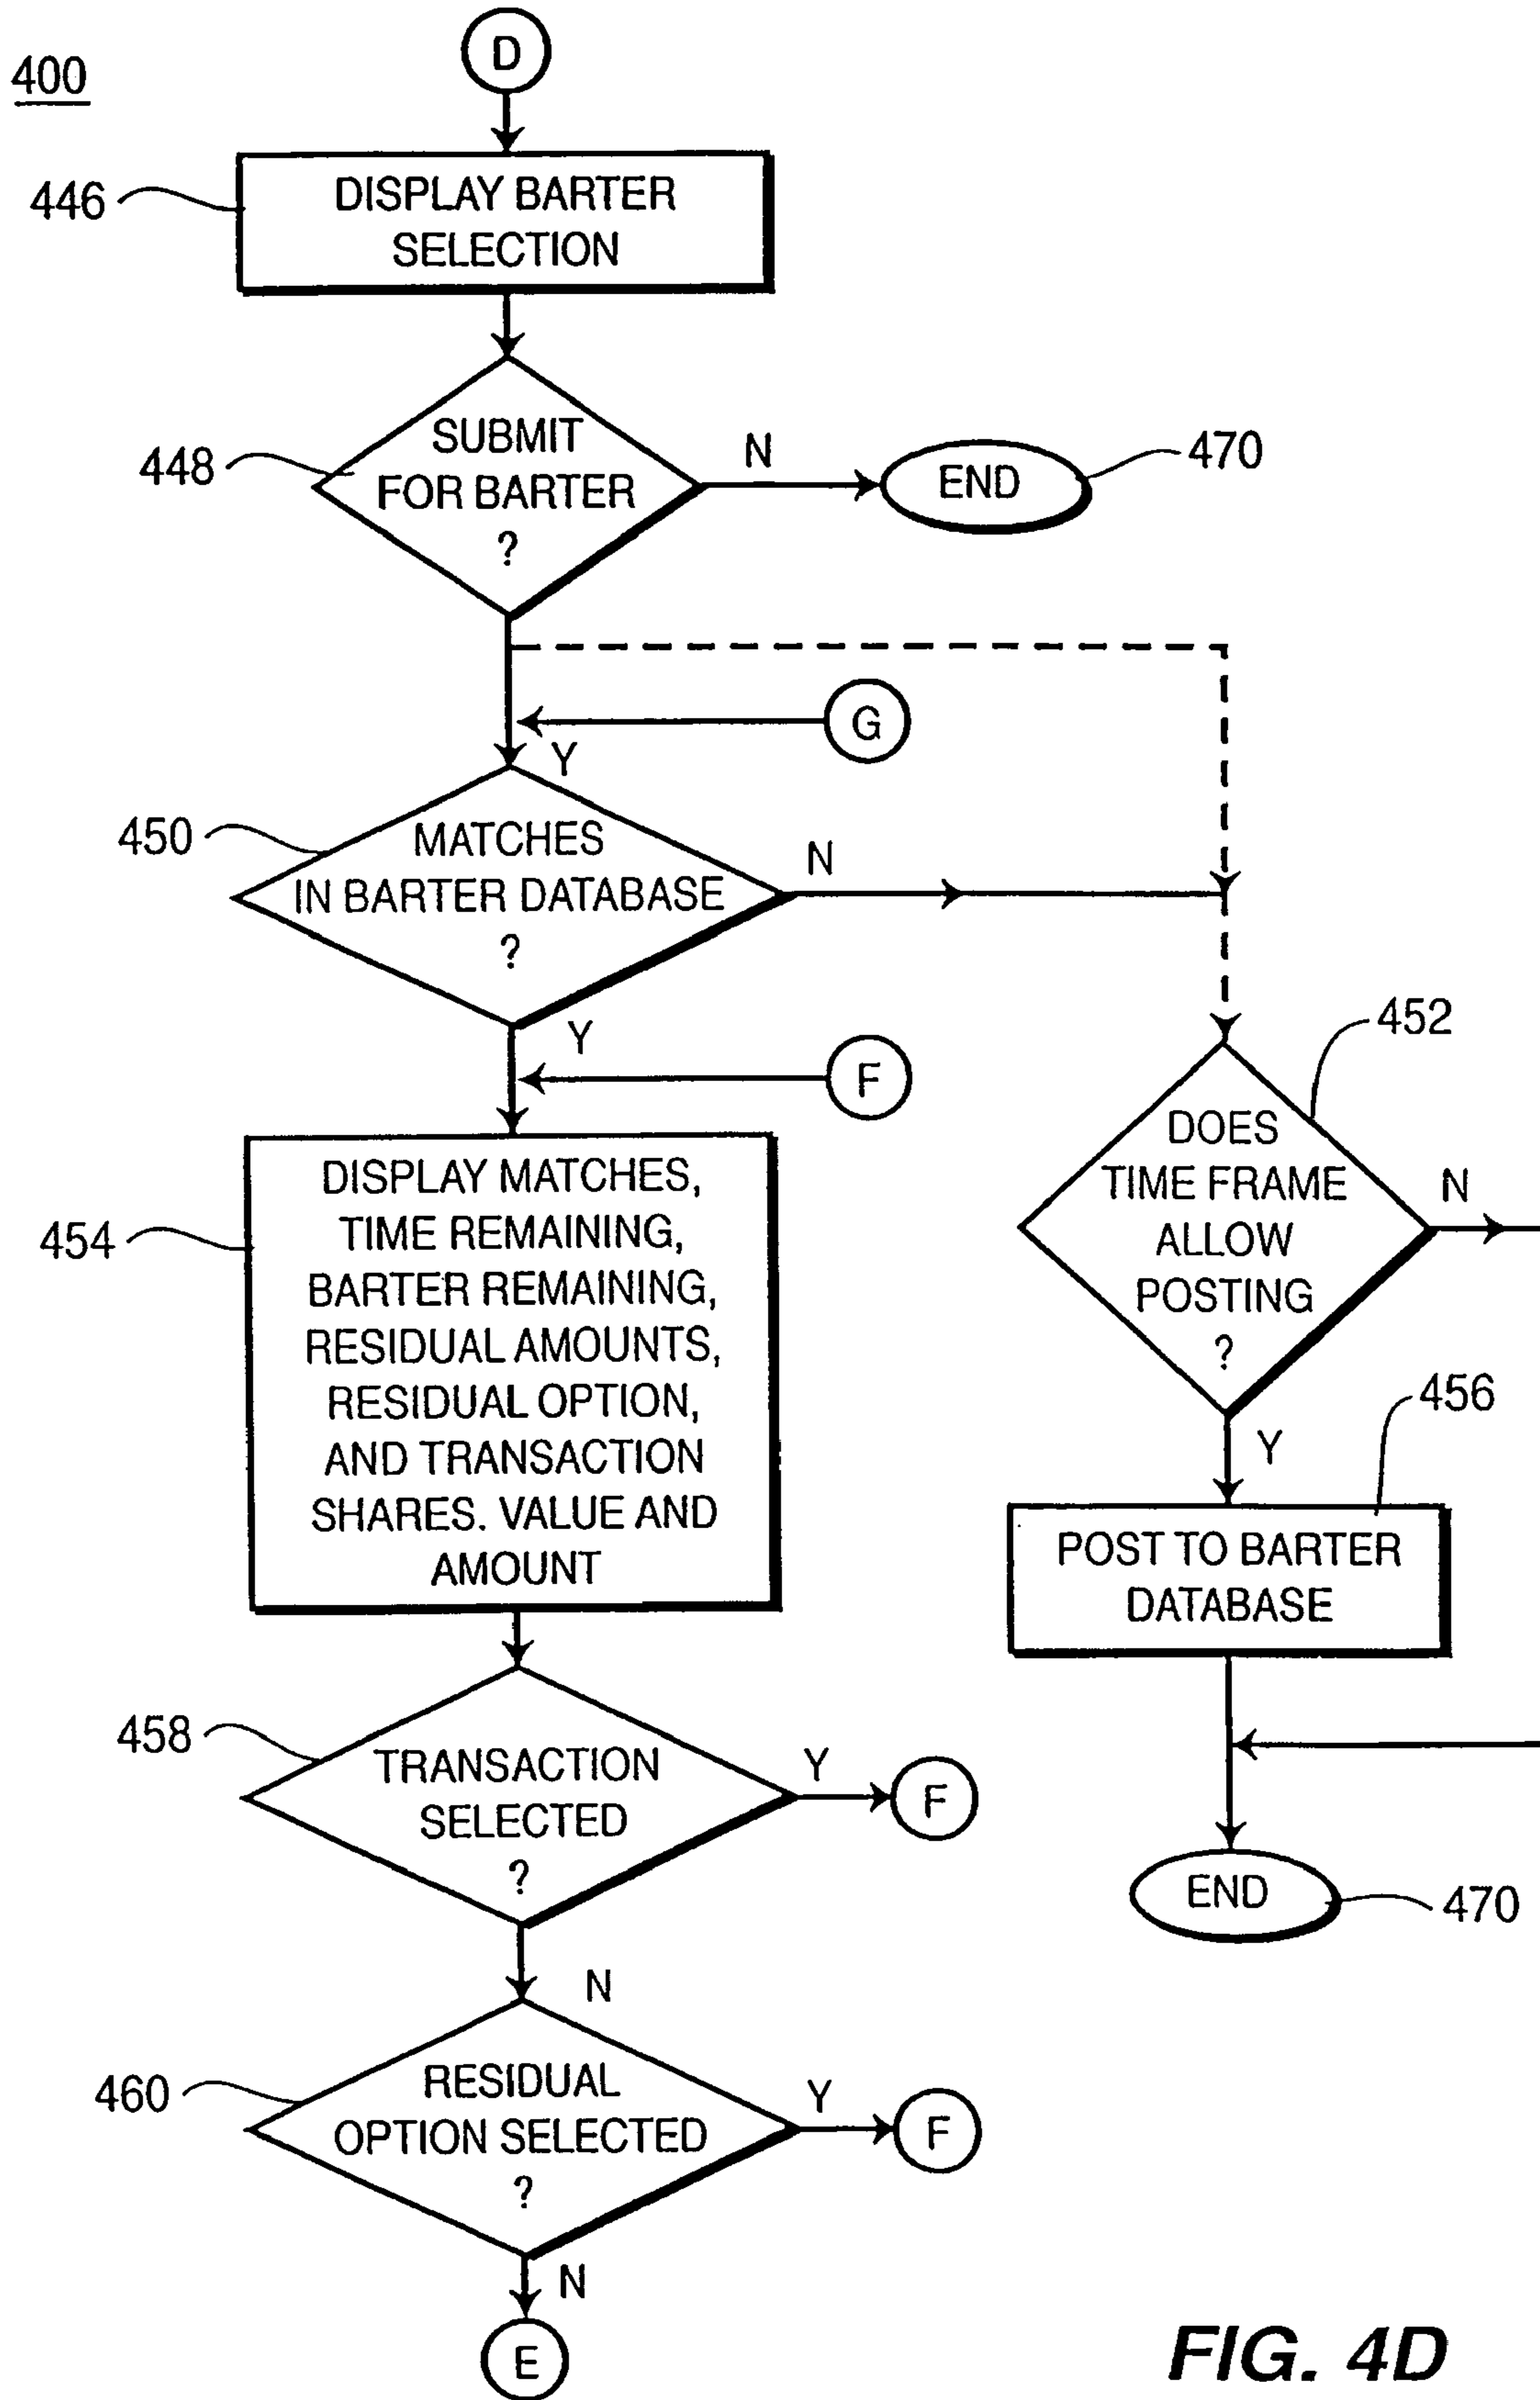 400
D
446
DISPLAY BARTER
SELECTION
448
SUBMIT
FOR BARTER
?
N
END
470
G
Y
450
MATCHES
IN BARTER DATABASE
?
N
Y
F
452
DOES
TIME FRAME
ALLOW
POSTING
?
N
454
DISPLAY MATCHES,
TIME REMAINING,
BARTER REMAINING,
RESIDUAL AMOUNTS,
RESIDUAL OPTION,
AND TRANSACTION
SHARES. VALUE AND
AMOUNT
Y
456
POST TO BARTER
DATABASE
458
TRANSACTION
SELECTED
?
Y
F
END
470
N
460
RESIDUAL
OPTION SELECTED
?
Y
F
N
E
FIG. 4D